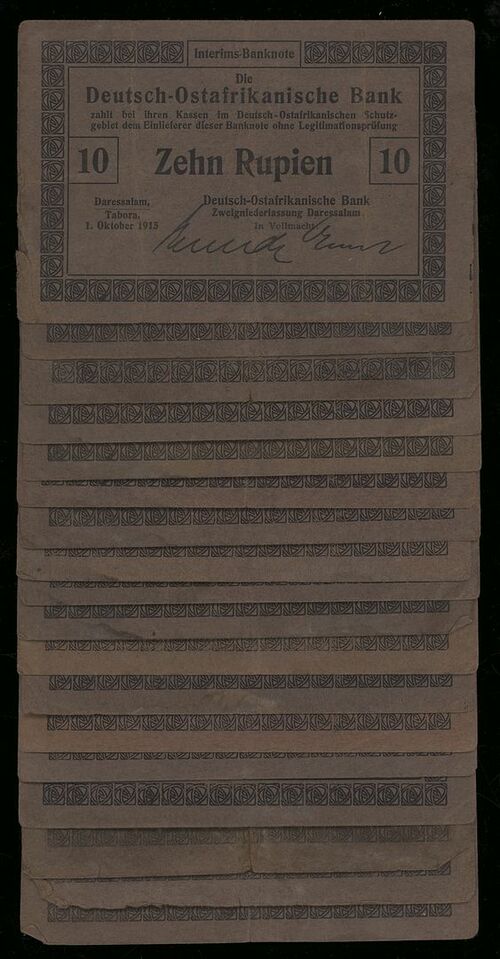 Interims-Banknote
Die
Deutsch-Ostafrikanische Bank
zahlt bei ihren Kassen im Deutsch-Ostafrikanischen Schutz-
gebiet dem Einlieferer dieser Banknote ohne Legitimationsprüfung
10 Zehn Rupien 10
Daressalam, Deutsch-Ostafrikanische Bank
Tabora, Zweigniederlassung Daressalam
1. Oktober 1915 In Vollmacht: